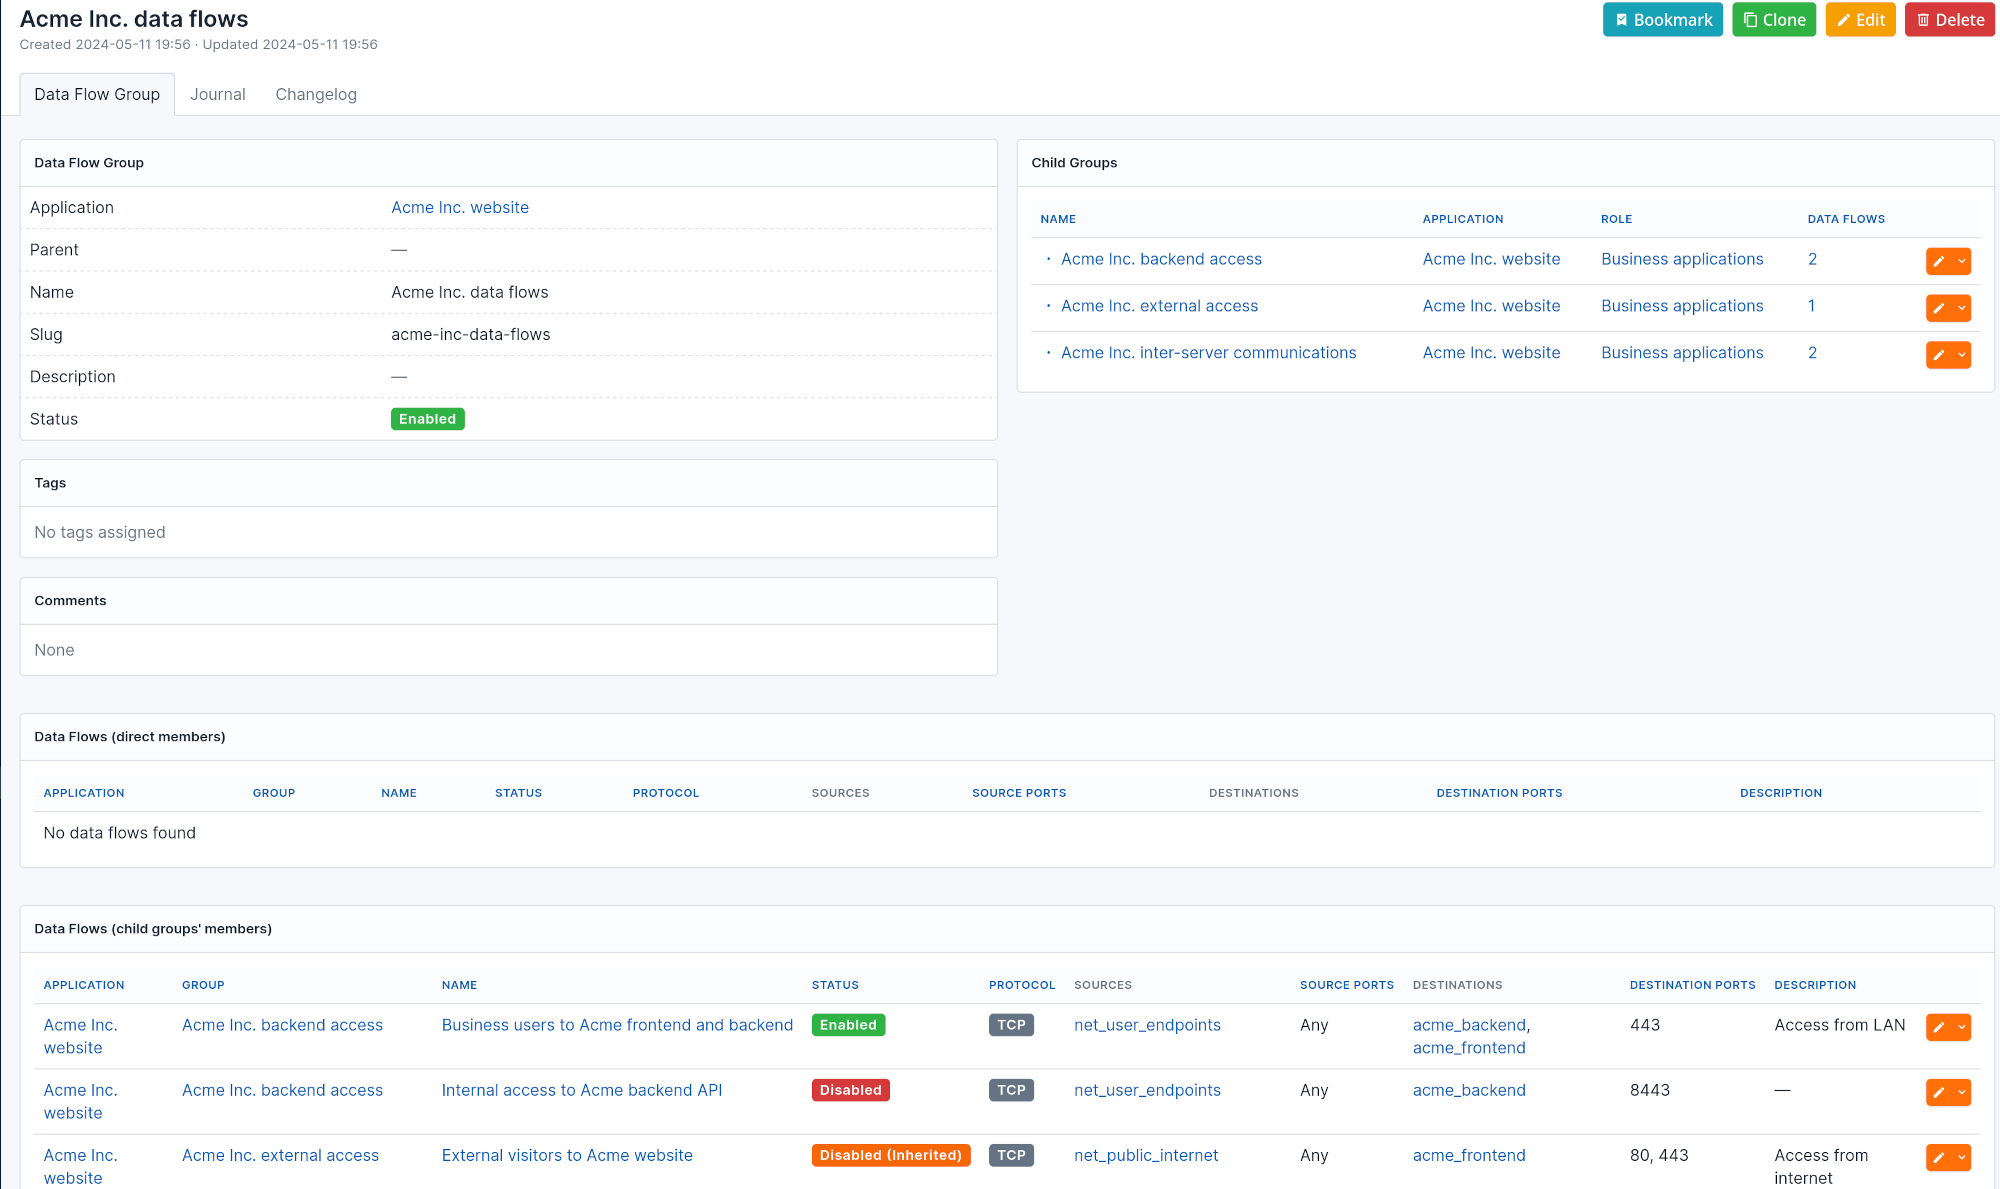 Acme Inc. data flows
Bookmark Clone Edit Delete
Created 2024-05-11 19:56 · Updated 2024-05-11 19:56
Data Flow Group Journal Changelog
Data Flow Group
Application Acme Inc. website
Parent —
Name Acme Inc. data flows
Slug acme-inc-data-flows
Description —
Status Enabled
Child Groups
NAME APPLICATION ROLE DATA FLOWS
· Acme Inc. backend access Acme Inc. website Business applications 2
· Acme Inc. external access Acme Inc. website Business applications 1
· Acme Inc. inter-server communications Acme Inc. website Business applications 2
Tags
No tags assigned
Comments
None
Data Flows (direct members)
APPLICATION GROUP NAME STATUS PROTOCOL SOURCES SOURCE PORTS DESTINATIONS DESTINATION PORTS DESCRIPTION
No data flows found
Data Flows (child groups' members)
APPLICATION GROUP NAME STATUS PROTOCOL SOURCES SOURCE PORTS DESTINATIONS DESTINATION PORTS DESCRIPTION
Acme Inc. Acme Inc. backend access Business users to Acme frontend and backend Enabled TCP net_user_endpoints Any acme_backend, 443 Access from LAN
website acme_frontend
Acme Inc. Acme Inc. backend access Internal access to Acme backend API Disabled TCP net_user_endpoints Any acme_backend 8443 —
website
Acme Inc. Acme Inc. external access External visitors to Acme website Disabled (Inherited) TCP net_public_internet Any acme_frontend 80, 443 Access from
website internet